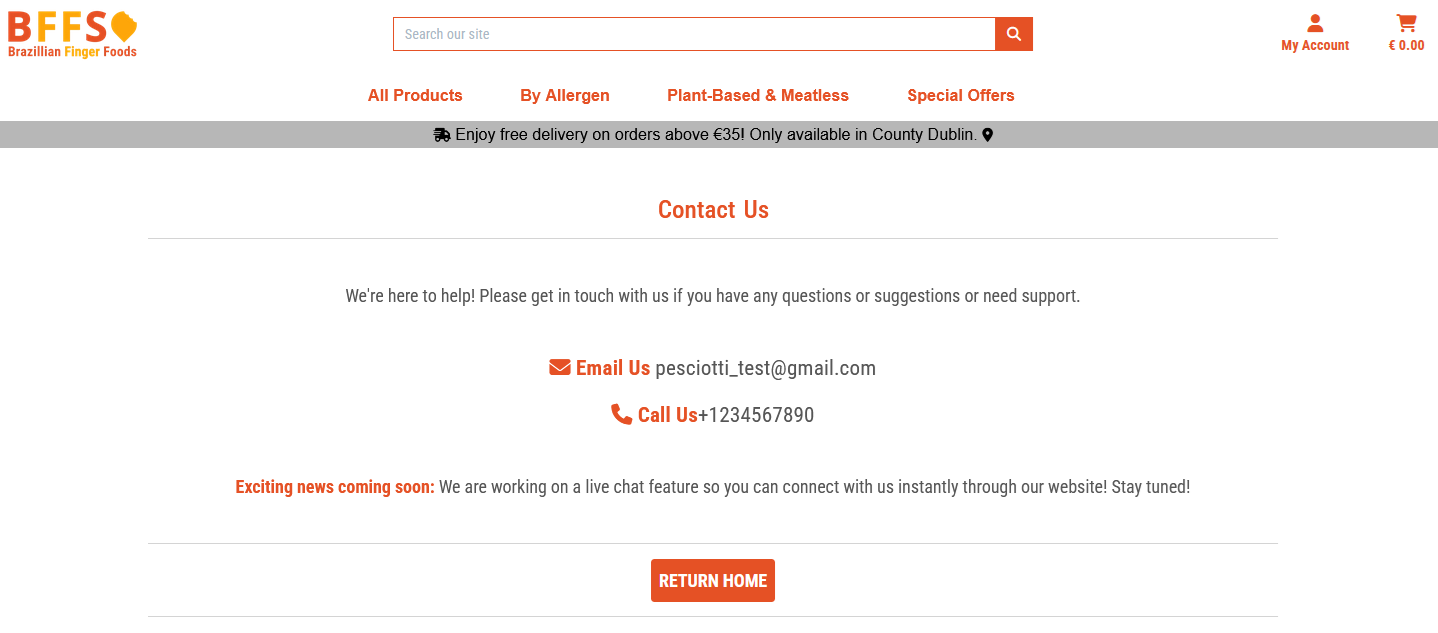 BFFS
Brazillian Finger Foods
Search our site
My Account
€ 0.00
All Products By Allergen Plant-Based & Meatless Special Offers
Enjoy free delivery on orders above €35! Only available in County Dublin.
Contact Us
We're here to help! Please get in touch with us if you have any questions or suggestions or need support.
Email Us pesciotti_test@gmail.com
Call Us+1234567890
Exciting news coming soon: We are working on a live chat feature so you can connect with us instantly through our website! Stay tuned!
RETURN HOME